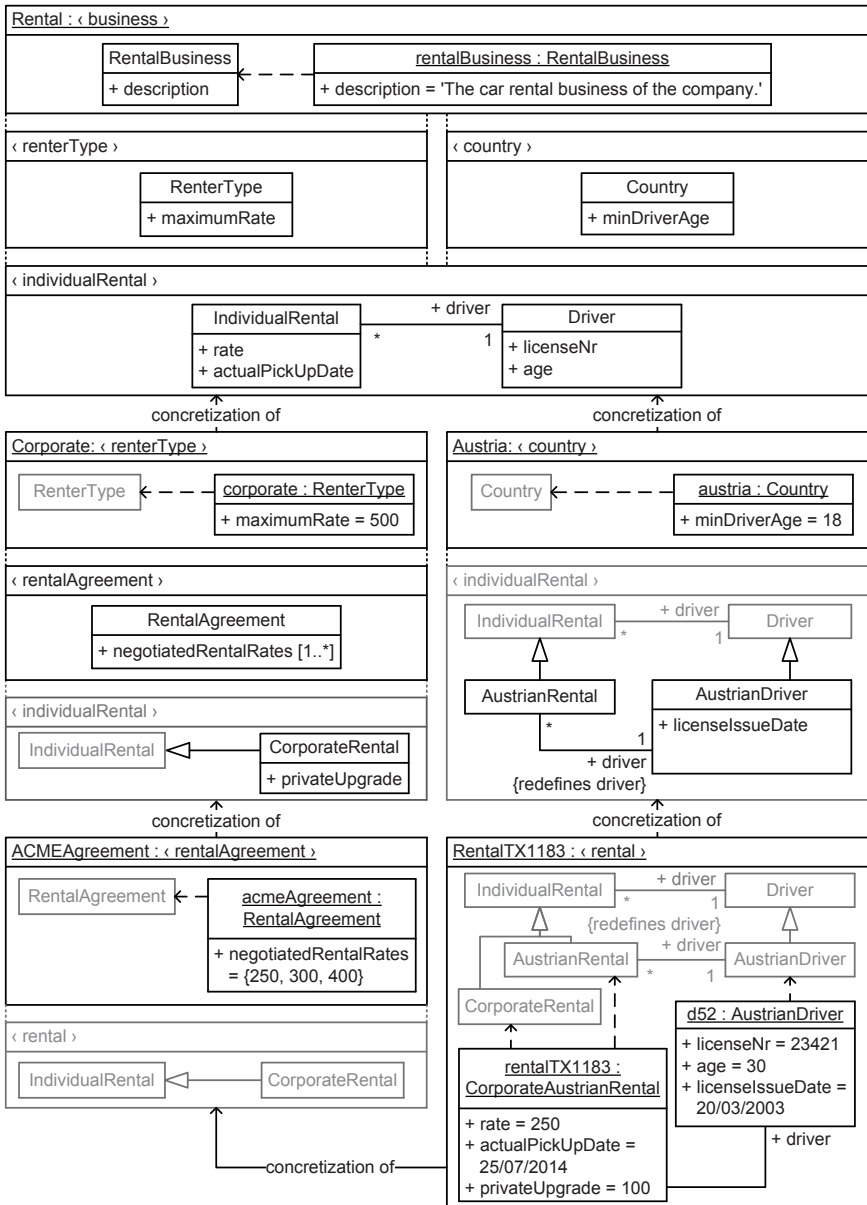 Rental : ‹ business ›
RentalBusiness
+ description
rentalBusiness : RentalBusiness
+ description = 'The car rental business of the company.'
‹ renterType ›
RenterType
+ maximumRate
‹ country ›
Country
+ minDriverAge
‹ individualRental ›
IndividualRental
+ rate
+ actualPickUpDate
+ driver
*
1
Driver
+ licenseNr
+ age
concretization of
concretization of
Corporate: ‹ renterType ›
RenterType
corporate : RenterType
+ maximumRate = 500
Austria: ‹ country ›
Country
austria : Country
+ minDriverAge = 18
‹ rentalAgreement ›
RentalAgreement
+ negotiatedRentalRates [1..*]
‹ individualRental ›
IndividualRental
CorporateRental
+ privateUpgrade
‹ individualRental ›
IndividualRental
+ driver
*
1
Driver
AustrianRental
AustrianDriver
+ licenseIssueDate
*
1
+ driver
{redefines driver}
concretization of
concretization of
ACMEAgreement : ‹ rentalAgreement ›
RentalAgreement
acmeAgreement :
RentalAgreement
+ negotiatedRentalRates
= {250, 300, 400}
‹ rental ›
IndividualRental
CorporateRental
RentalTX1183 : ‹ rental ›
IndividualRental
+ driver
*
1
Driver
{redefines driver}
AustrianRental
+ driver
*
1
AustrianDriver
CorporateRental
d52 : AustrianDriver
+ licenseNr = 23421
+ age = 30
+ licenseIssueDate =
20/03/2003
rentalTX1183 :
CorporateAustrianRental
+ rate = 250
+ actualPickUpDate =
25/07/2014
+ privateUpgrade = 100
+ driver
concretization of